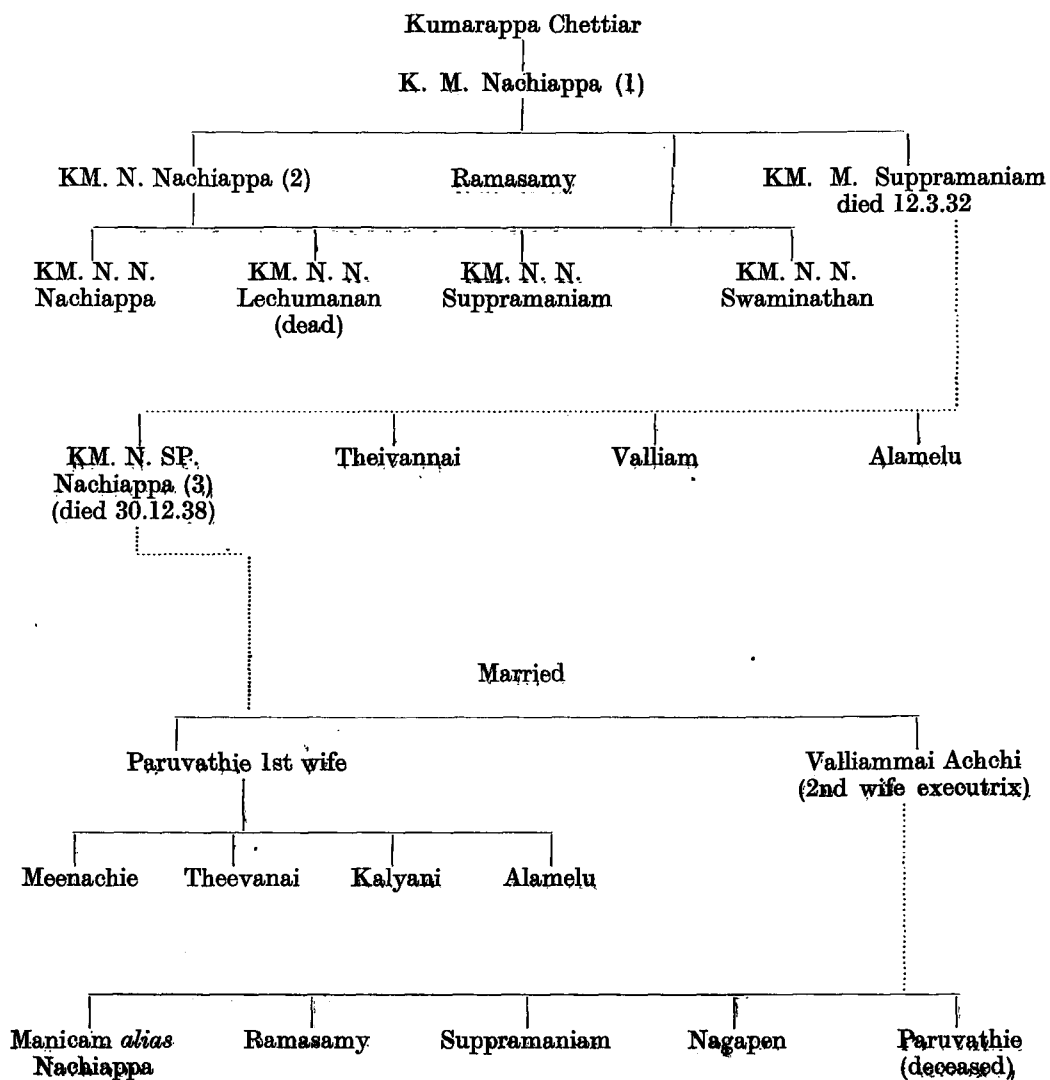 Kumarappa Chettiar
K. M. Nachiappa (1)
KM. N. Nachiappa (2) Ramasamy KM. M. Suppramaniam
died 12.3.32
KM. N. N. KM. N. N. KM. N. N. KM. N. N.
Nachiappa Lechumanan Suppramaniam Swaminathan
(dead)
KM. N. SP. Theivannai Valliam Alamelu
Nachiappa (3)
(died 30.12.38)
Married
Paruvathie 1st wife Valliammai Achchi
(2nd wife executrix)
Meenachie Theevanai Kalyani Alamelu
Manicam alias Ramasamy Suppramaniam Nagapen Paruvathie
Nachiappa (deceased)